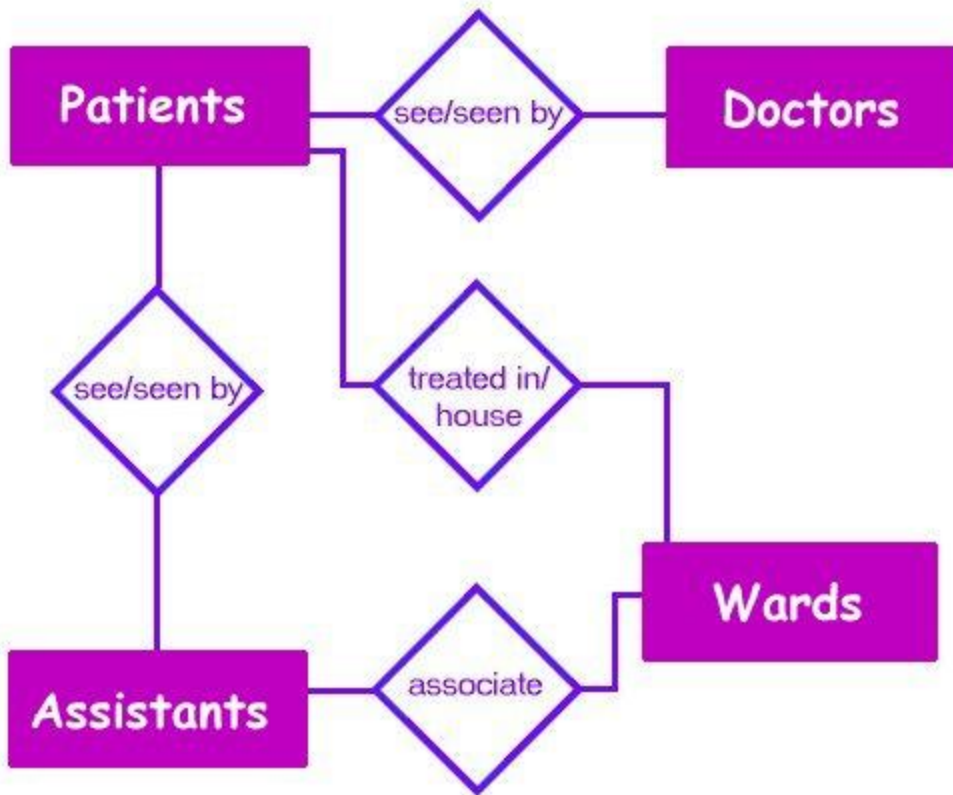 Patients
see/seen by
Doctors
see/seen by
treated in/
house
Wards
Assistants
associate